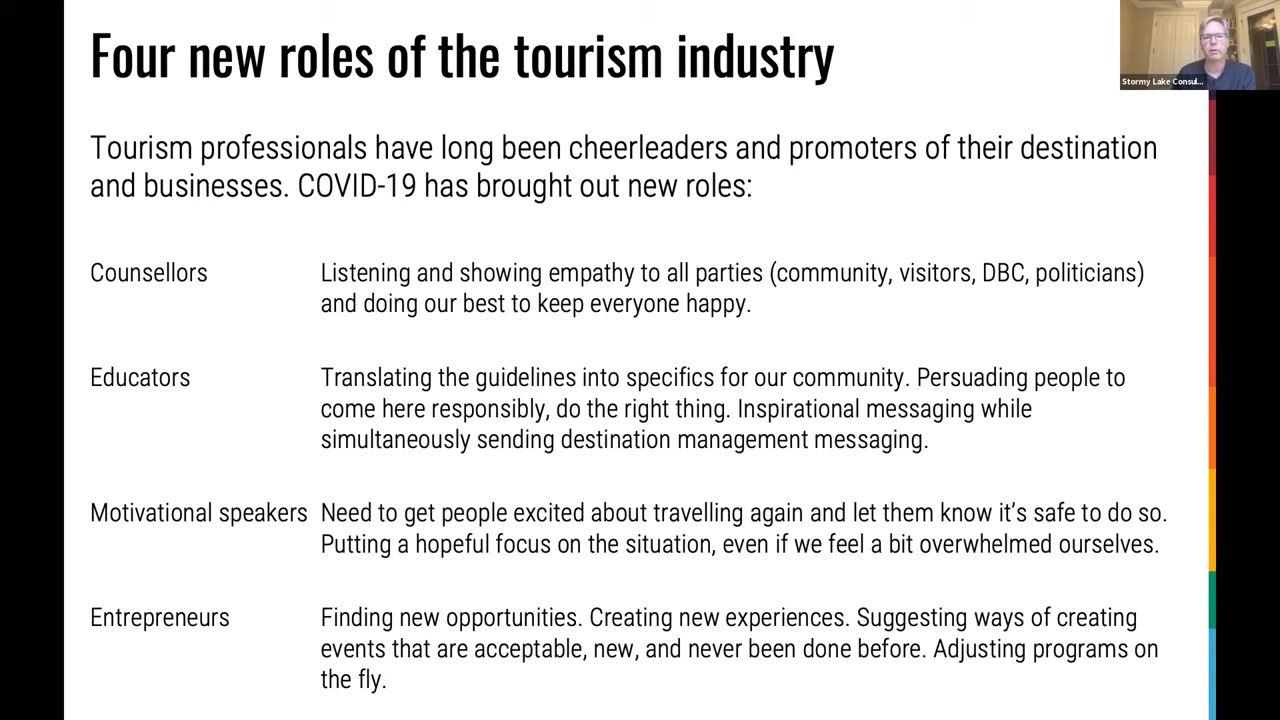 Four new roles of the tourism industry
Stormy Lake Consul...
Tourism professionals have long been cheerleaders and promoters of their destination
and businesses. COVID-19 has brought out new roles:
Counsellors
Listening and showing empathy to all parties (community, visitors, DBC, politicians)
and doing our best to keep everyone happy.
Educators
Translating the guidelines into specifics for our community. Persuading people to
come here responsibly, do the right thing. Inspirational messaging while
simultaneously sending destination management messaging.
Motivational speakers
Need to get people excited about travelling again and let them know it’s safe to do so.
Putting a hopeful focus on the situation, even if we feel a bit overwhelmed ourselves.
Entrepreneurs
Finding new opportunities. Creating new experiences. Suggesting ways of creating
events that are acceptable, new, and never been done before. Adjusting programs on
the fly.